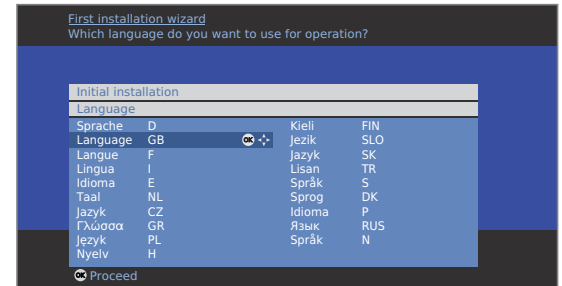 First installation wizard
Which language do you want to use for operation?
Initial installation
Language
Sprache D Kieli FIN
Language GB OK Jezik SLO
Langue F Jazyk SK
Lingua I Lisan TR
Idioma E Språk S
Taal NL Sprog DK
Jazyk CZ Idioma P
Γλώσσα GR Язык RUS
Język PL Språk N
Nyelv H
OK Proceed